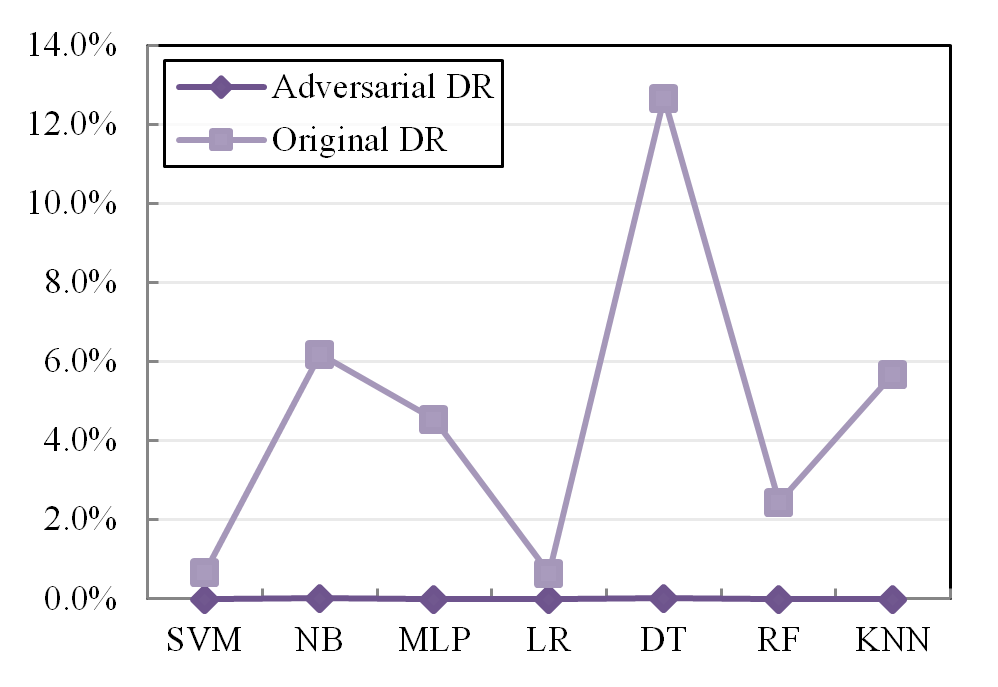 14.0%
Adversarial DR
12.0%
Original DR
10.0%
8.0%
6.0%
4.0%
2.0%
0.0%
SVM NB MLP LR DT RF KNN